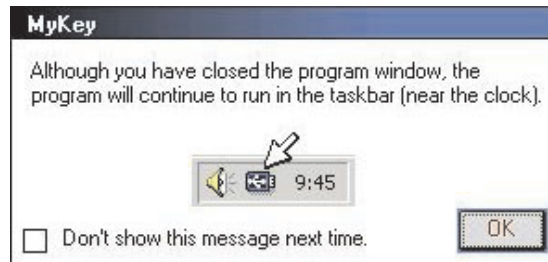 MyKey
Although you have closed the program window, the
program will continue to run in the taskbar (near the clock).
9:45
Don't show this message next time.
OK